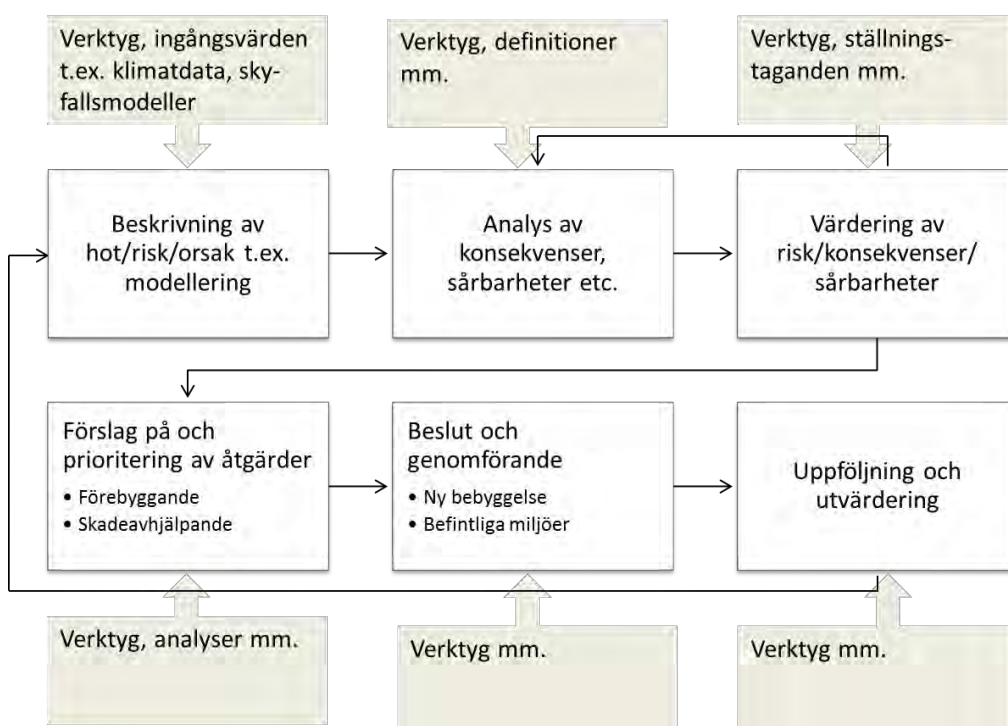 Verktyg, ingångsvärden
t.ex. klimatdata, sky-
fallsmodeller
Verktyg, definitioner
mm.
Verktyg, ställnings-
taganden mm.
Beskrivning av
hot/risk/orsak t.ex.
modellering
Analys av
konsekvenser,
sårbarheter etc.
Värdering av
risk/konsekvenser/
sårbarheter
Förslag på och
prioritering av åtgärder
• Förebyggande
• Skadeavhjälpande
Beslut och
genomförande
• Ny bebyggelse
• Befintliga miljöer
Uppföljning och
utvärdering
Verktyg, analyser mm.
Verktyg mm.
Verktyg mm.